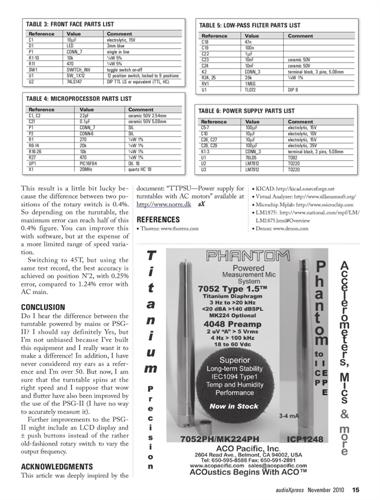 TABLE 3: FRONT FACE PARTS LIST
Reference Value Comment
C1 10µF electrolytic, 15V
D1 LED 3mm blue
P1 CONN_7 single in line
R1-10 10k ¼W 5%
R11 470 ¼W 5%
SW1 SWITCH_INV toggle switch on-off
U1 SW_1X12 12 position switch, locked to 9 positions
U2 74LS147 DIP TTL LS or equivalent (TTL, HC)
TABLE 4: MICROPROCESSOR PARTS LIST
Reference Value Comment
C1, C2 22pF ceramic 50V 2.54mm
C21 0.1µF ceramic 50V 5.08mm
P1 CONN_7 SIL
P2 CONN-6 SIL
R1 270 ¼W 1%
R6-14 20k ¼W 1%
R16-26 10k ¼W 1%
R27 470 ¼W 1%
UP1 PIC16F84 DIL 18
X1 20MHz quartz HC 18
TABLE 5: LOW-PASS FILTER PARTS LIST
Reference Value Comment
C18 47n
C19 100n
C22 1µF
C23 10nF ceramic 50V
C24 10nF ceramic 50V
K2 CONN_3 terminal block, 3 pins, 5.08mm
R24, 25 20k ¼W 1%
RV1 1MEG
U1 TL072 DIP 8
TABLE 6: POWER SUPPLY PARTS LIST
Reference Value Comment
C5-7 100µF electrolytic, 16V
C10 10µF electrolytic, 10V
C26, C27 10µF electrolytic, 15V
C28, C29 100µF electrolytic, 35V
K1-3 CONN_3 terminal block, 3 pins, 5.08mm
U1 78L05 TO92
U2 LM7812 TO220
U3 LM7912 TO220
This result is a little bit lucky be-
cause the difference between two pu-
sitions of the rotary switch is 0.4%.
So depending on the turntable, the
maximum error can reach half of this
0.4% figure. You can improve this
with software, but at the expense of
a more limited range of speed varia-
tion.
Switching to 45T, but using the
same test record, the best accuracy is
achieved on position N°2, with 0.25%
error, compared to 1.24% error with
AC main.
CONCLUSION
Do I hear the difference between the
turntable powered by mains or PSG-
II? I should say definitely Yes, but
I'm not unbiased because I've built
this equipment and I really want it to
make a difference! In addition, I have
never considered my ears as a refer-
ence and I'm over 50. But now, I am
sure that the turntable spins at the
right speed and I suppose that wow
and flutter have also been improved by
the use of the PSG-II (I have no way
to accurately measure it).
Further improvements to the PSG-
II might include an LCD display and
± push buttons instead of the rather
old-fashioned rotary switch to vary the
output frequency.
ACKNOWLEDGMENTS
This article was deeply inspired by the
document: "TTPSU—Power supply for
turntables with AC motors" available at
http://www.norre.dk aX
REFERENCES
• Thorens: www.thorens.com
• KICAD: http://kicad.sourceforge.net
• Virtual Analyzer: http://www.sillanumsoft.org/
• Microchip Mplab: http://www.microchip.com
• LM1875: http://www.national.com/mpf/LM/
LM1875.html#Overview
• Denon: www.denon.com
Titanium
Precision
PHANTOM
Powered
Measurement Mic
System
7052 Type 1.5™
Titanium Diaphragm
3 Hz to >20 kHz
<20 dBA >140 dBSPL
MK224 Optional
4048 Preamp
2 uV "A" > 5 Vrms
4 Hz > 100 kHz
18 to 60 Vdc
Superior
Long-term Stability
IEC1094 Type1
Temp and Humidity
Performance
Now in Stock
3-4 mA
7052PH/MK224PH ICP1248
Phantom
to
IICPP
IEPE
Accelerometers, Mics & more
ACO Pacific, Inc.
2604 Read Ave., Belmont, CA 94002, USA
Tel: 650-595-8588 Fax: 650-591-2891
www.acopacific.com sales@acopacific.com
ACOustics Begins With ACO™
audioXpress November 2010 15